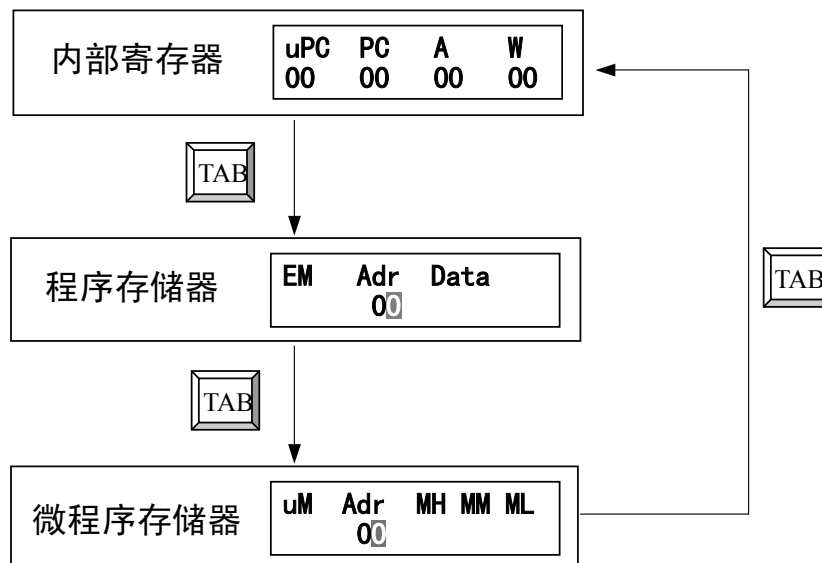 内部寄存器
uPC PC A W
00 00 00 00
TAB
程序存储器
EM Adr Data
00
TAB
TAB
微程序存储器
uM Adr MH MM ML
00